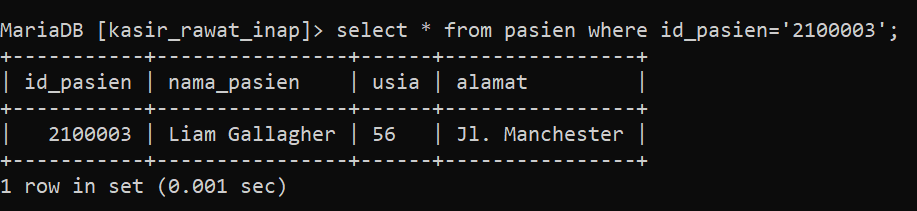 MariaDB [kasir_rawat_inap]> select * from pasien where id_pasien='2100003';
+-----------+----------------+------+----------------+
| id_pasien | nama_pasien    | usia | alamat         |
+-----------+----------------+------+----------------+
|   2100003 | Liam Gallagher | 56   | Jl. Manchester |
+-----------+----------------+------+----------------+
1 row in set (0.001 sec)